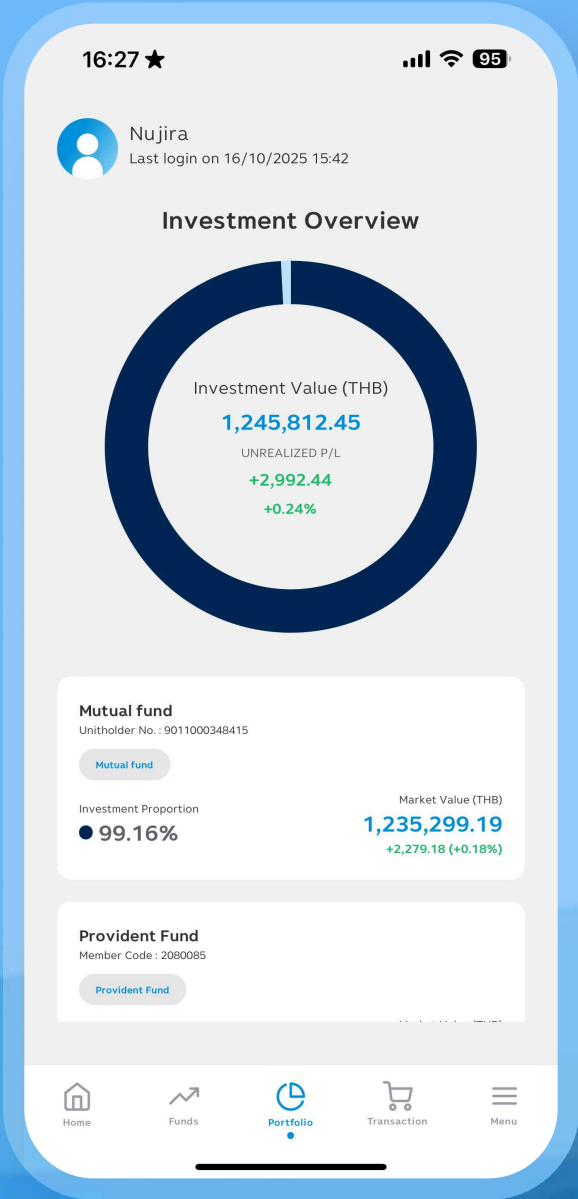 16:27
95
Nujira
Last login on 16/10/2025 15:42
Investment Overview
Investment Value (THB)
1,245,812.45
UNREALIZED P/L
+2,992.44
+0.24%
Mutual fund
Unitholder No. : 9011000348415
Mutual fund
Investment Proportion
99.16%
Market Value (THB)
1,235,299.19
+2,279.18 (+0.18%)
Provident Fund
Member Code : 2080085
Provident Fund
Home
Funds
Portfolio
Transaction
Menu